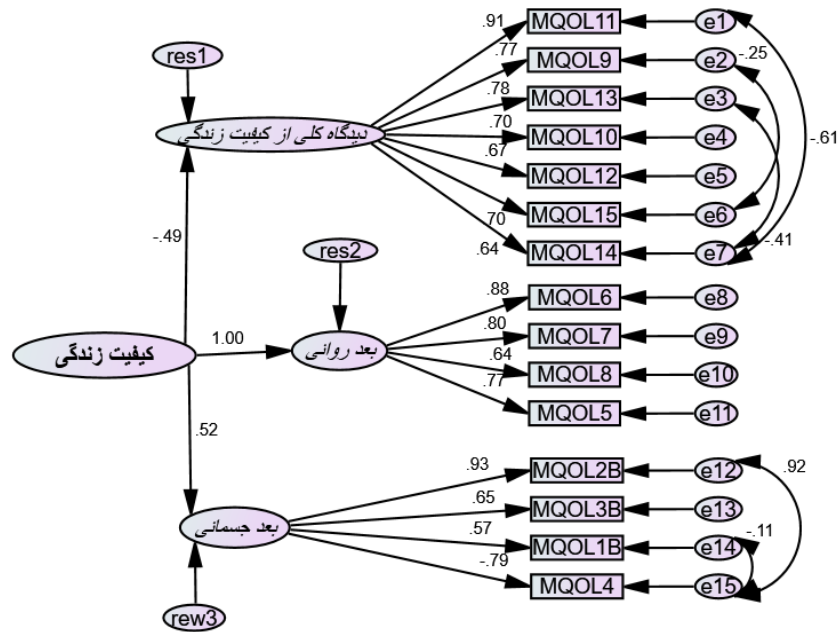 .91 MQOL11 e1
res1
.77 MQOL9 e2 -.25
.78 MQOL13 e3
دیدگاه کلی از کیفیت زندگی
.70 MQOL10 e4 -.61
.67 MQOL12 e5
.70 MQOL15 e6
-.49
.64 MQOL14 e7 -.41
res2
.88 MQOL6 e8
.80 MQOL7 e9
کیفیت زندگی 1.00 بعد روانی
.64 MQOL8 e10
.77 MQOL5 e11
.52
.93 MQOL2B e12 .92
.65 MQOL3B e13
بعد جسمانی
.57 MQOL1B e14 -.11
-.79 MQOL4 e15
rew3